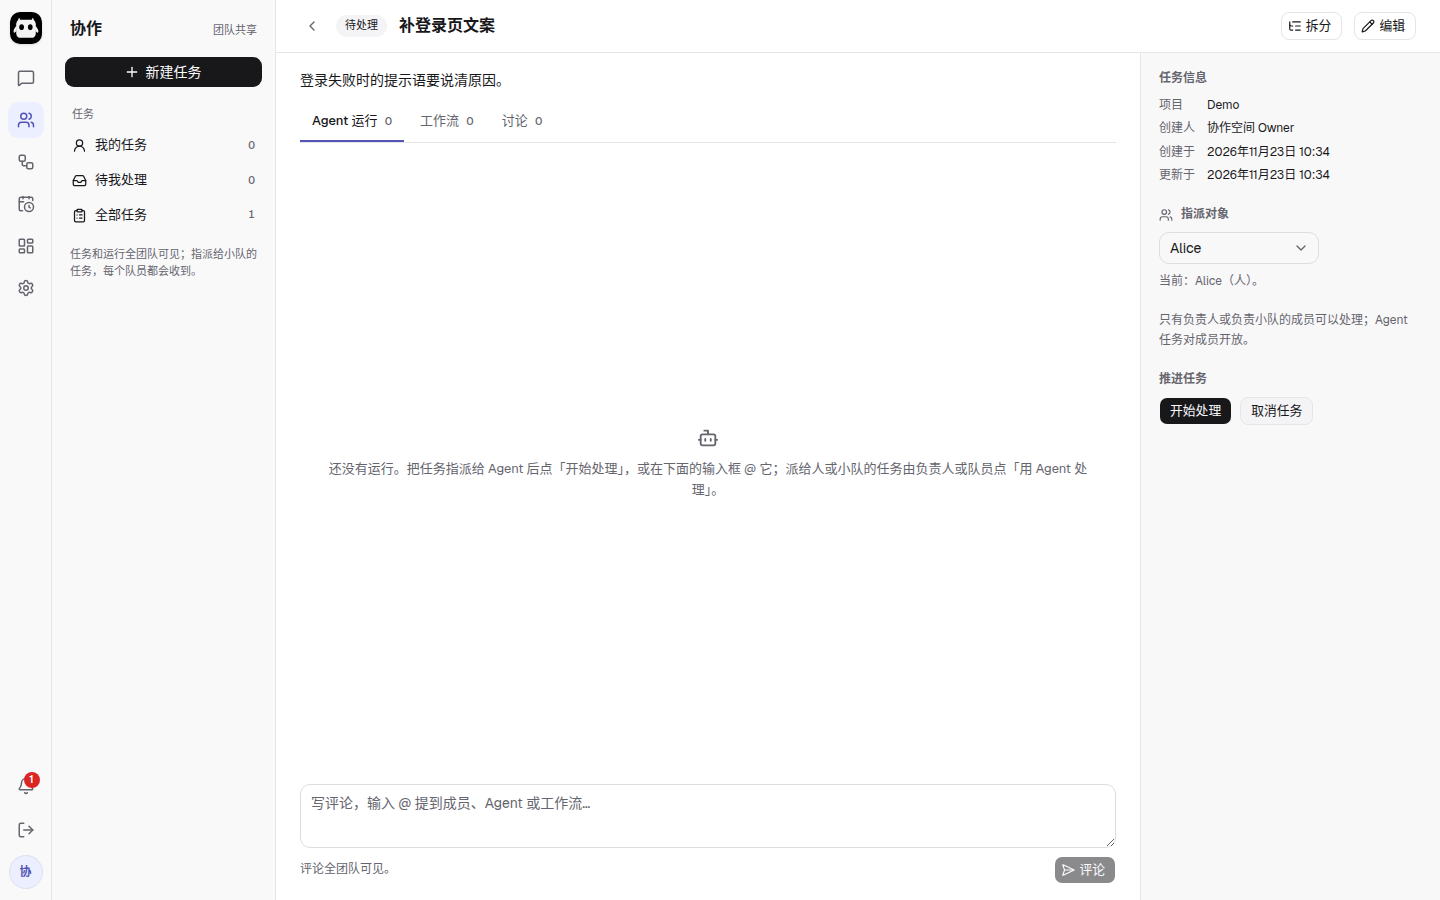 协作
团队共享
新建任务
任务
我的任务 0
待我处理 0
全部任务 1
任务和运行全团队可见；指派给小队的
任务，每个队员都会收到。
1
协
待处理
补登录页文案
拆分
编辑
登录失败时的提示语要说清原因。
Agent 运行 0
工作流 0
讨论 0
还没有运行。把任务指派给 Agent 后点「开始处理」，或在下面的输入框 @ 它；派给人或小队的任务由负责人或队员点「用 Agent 处
理」。
写评论，输入 @ 提到成员、Agent 或工作流…
评论全团队可见。
评论
任务信息
项目 Demo
创建人 协作空间 Owner
创建于 2026年11月23日 10:34
更新于 2026年11月23日 10:34
指派对象
Alice
当前：Alice（人）。
只有负责人或负责小队的成员可以处理；Agent
任务对成员开放。
推进任务
开始处理
取消任务